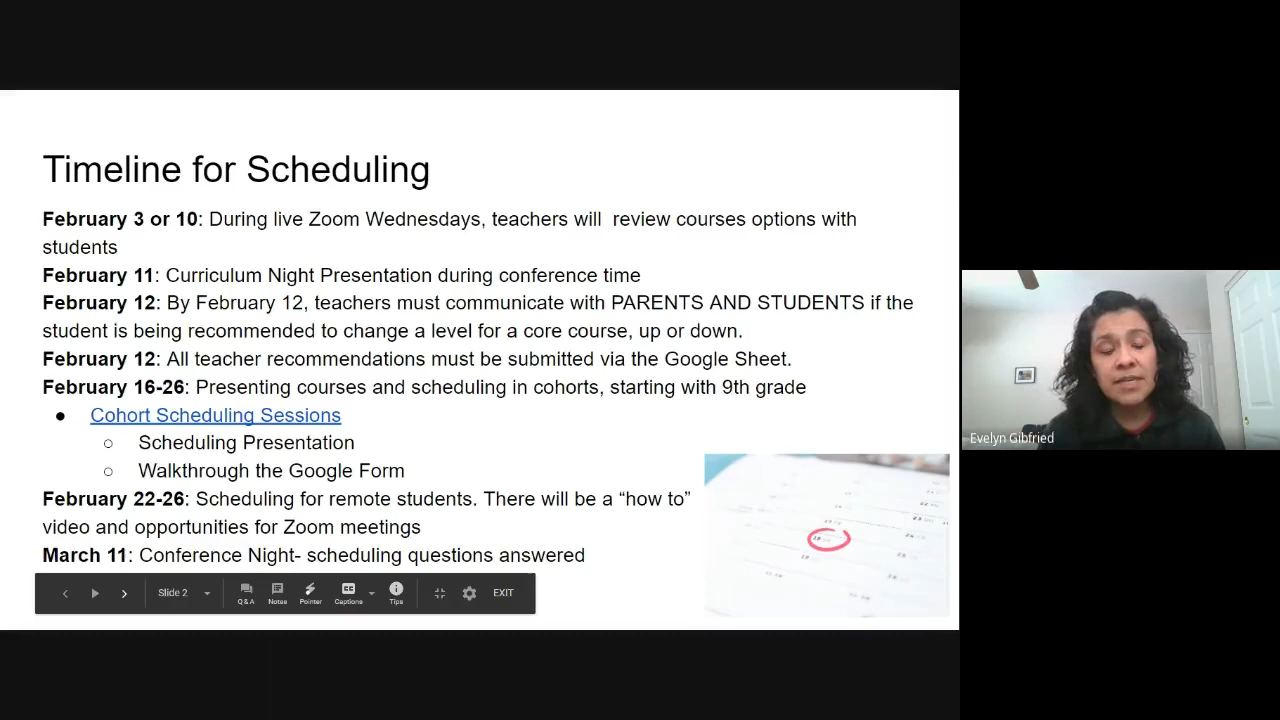 Timeline for Scheduling
February 3 or 10: During live Zoom Wednesdays, teachers will  review courses options with
students
February 11: Curriculum Night Presentation during conference time
February 12: By February 12, teachers must communicate with PARENTS AND STUDENTS if the
student is being recommended to change a level for a core course, up or down.
February 12: All teacher recommendations must be submitted via the Google Sheet.
February 16-26: Presenting courses and scheduling in cohorts, starting with 9th grade
● Cohort Scheduling Sessions
○ Scheduling Presentation
○ Walkthrough the Google Form
February 22-26: Scheduling for remote students. There will be a “how to”
video and opportunities for Zoom meetings
March 11: Conference Night- scheduling questions answered
Slide 2
Q & A Notes Pointer Captions Tips
EXIT
Evelyn Gibfried